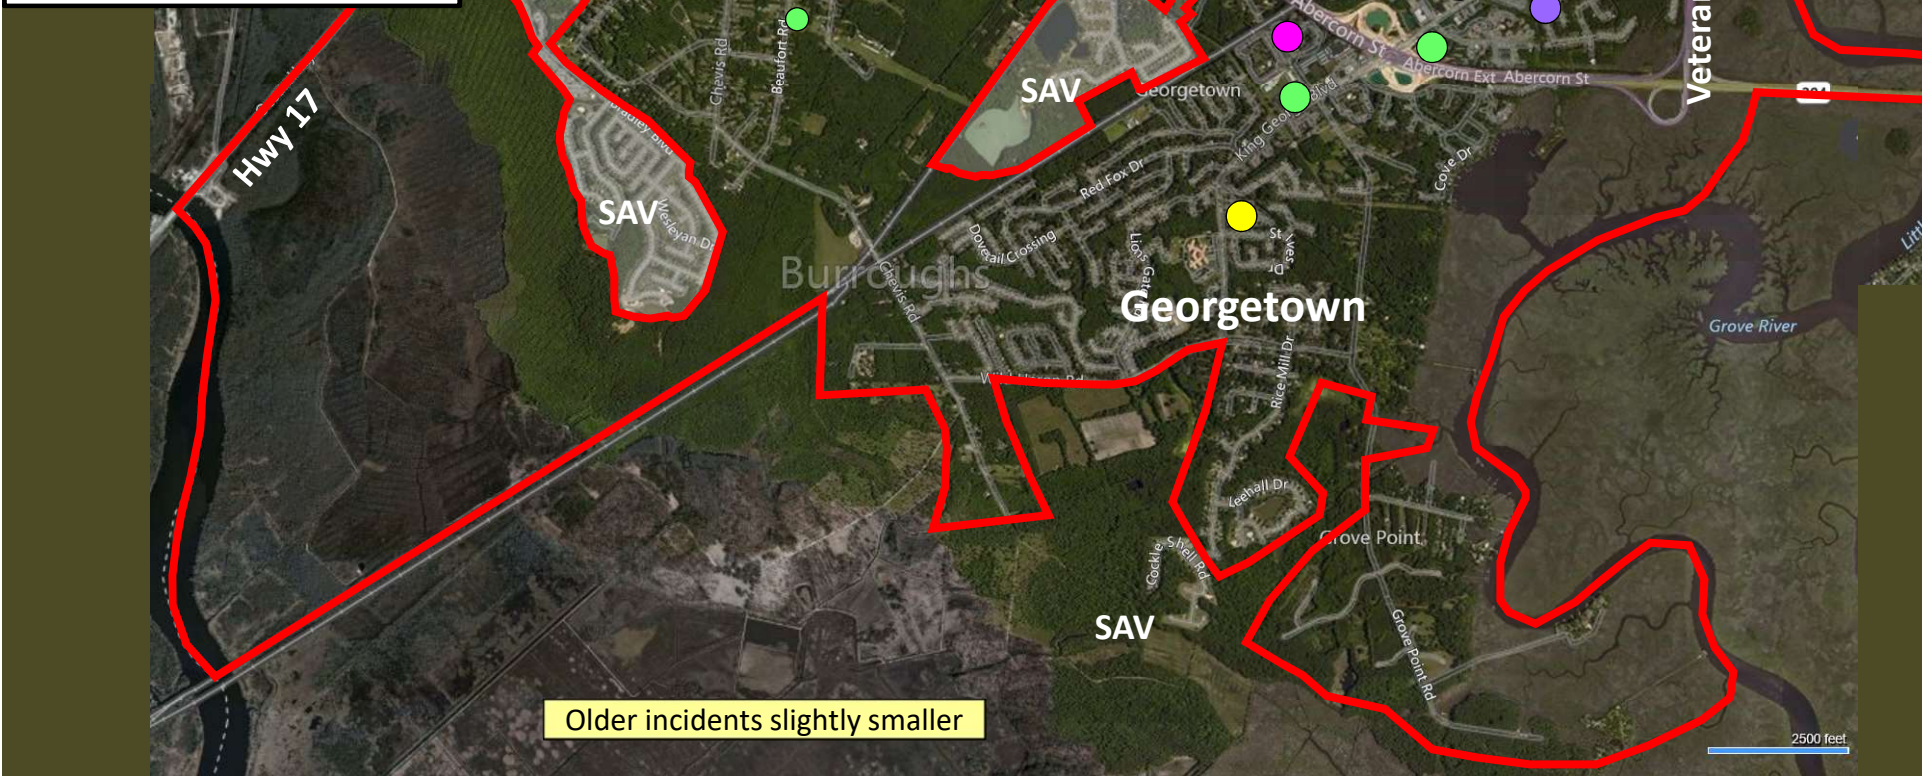 Hwy 17
Chevis Rd
Beaufort Rd
Bradley Blvd
SAV
Wesleyan Dr
SAV
Georgetown
Abercorn St
Abercorn Ext
Abercorn St
Vetera
King Geo
Blvd
Red Fox Dr
Cove Dr
Dovetail Crossing
Lions Gate
St
Ives
Dr
Burroughs
Chevis Rd
Georgetown
Grove River
Rice Mill Dr
Leehall Dr
Grove Point
Cockle
Shell Rd
SAV
Grove Point Rd
Older incidents slightly smaller
2500 feet